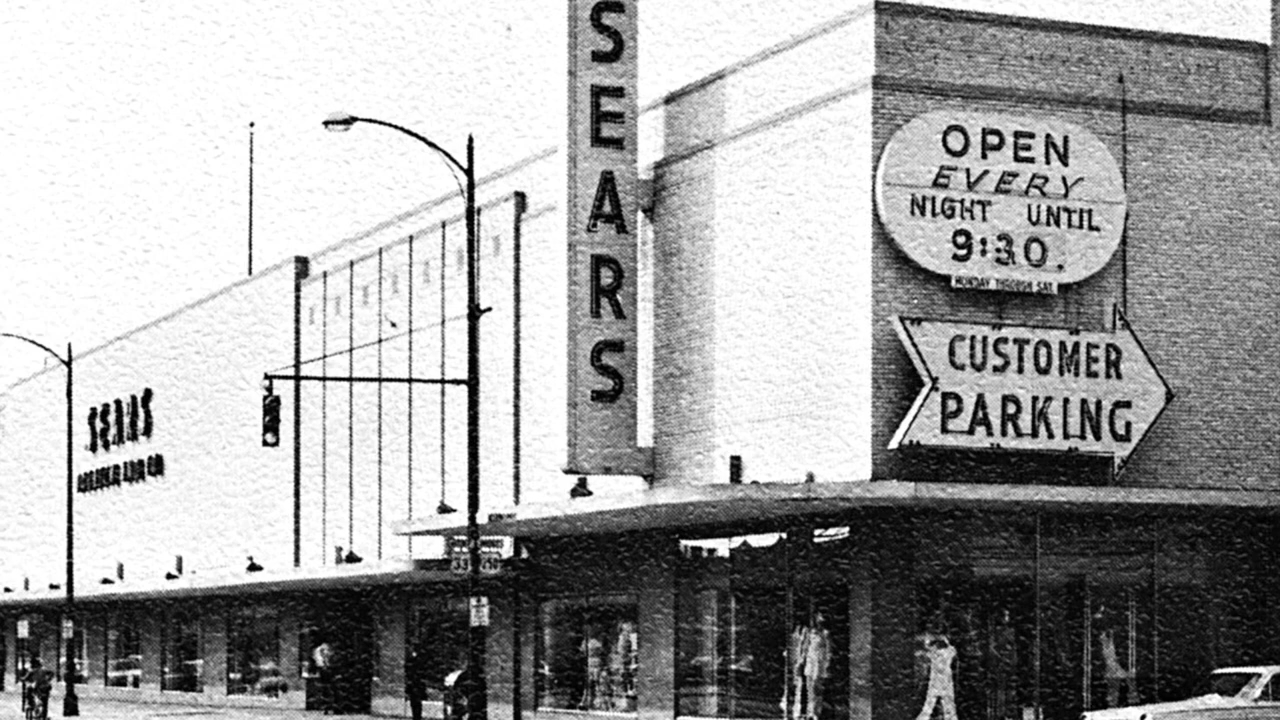 SEARS
OPEN
EVERY
NIGHT UNTIL
9:30.
MONDAY THROUGH SAT.
CUSTOMER
PARKING
SEARS